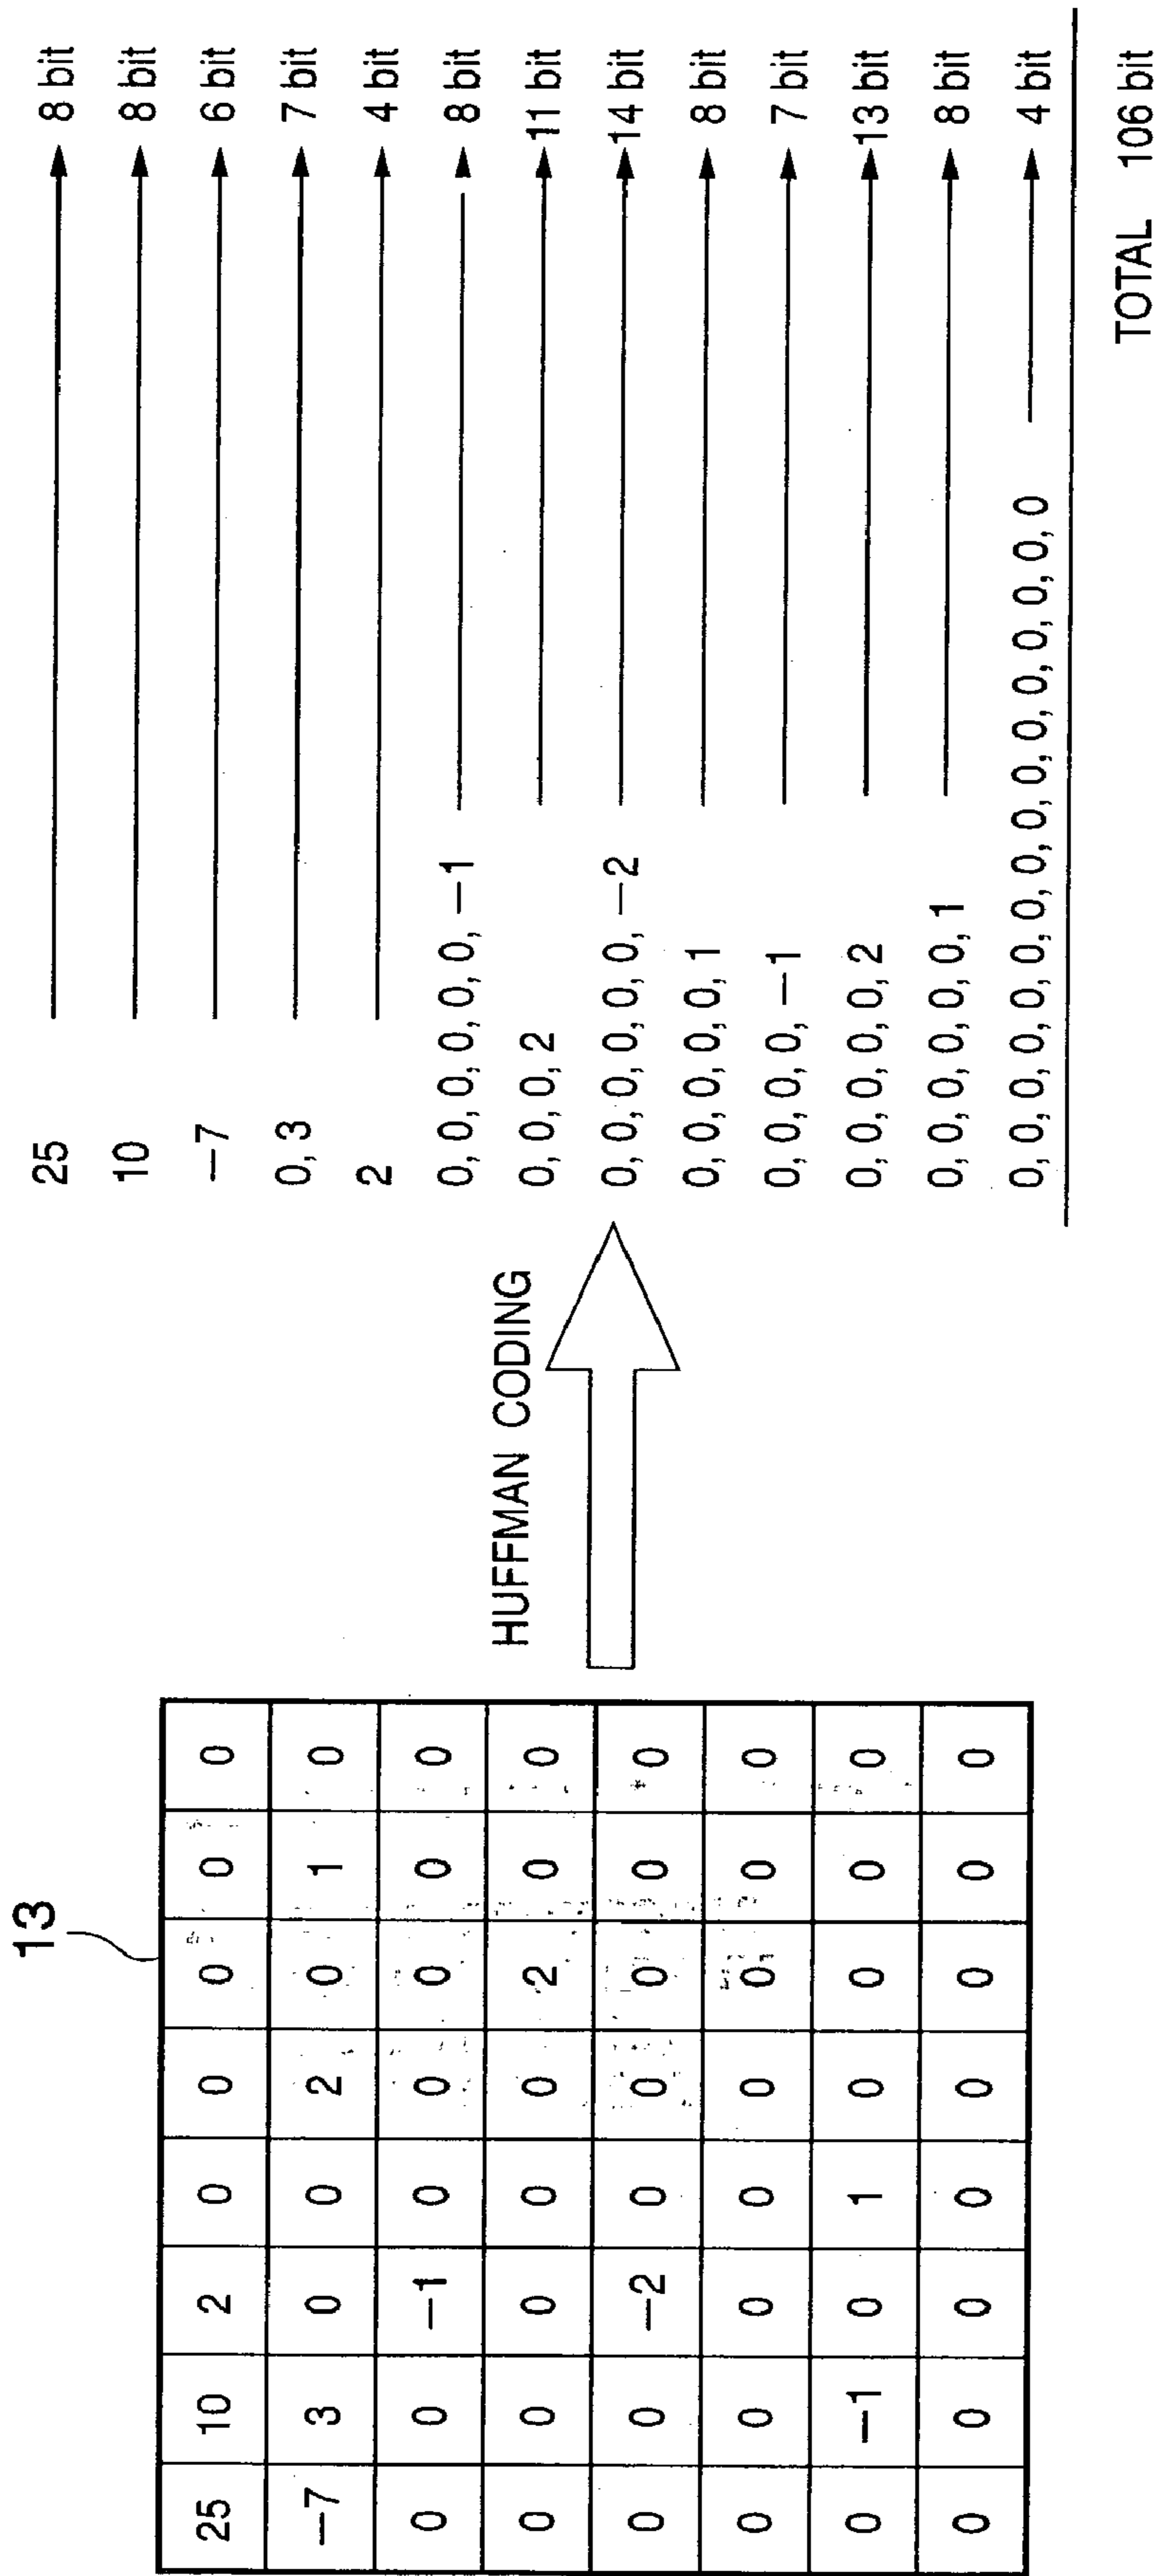 13
25 10 2 0 0 0 0 0
−7 3 0 0 2 0 1 0
0 0 −1 0 0 0 0 0
0 0 0 0 0 2 0 0
0 0 −2 0 0 0 0 0
0 0 0 0 0 0 0 0
0 −1 0 1 0 0 0 0
0 0 0 0 0 0 0 0
HUFFMAN CODING
25 8 bit
10 8 bit
−7 6 bit
0, 3 7 bit
2 4 bit
0, 0, 0, 0, 0, 0, −1 8 bit
0, 0, 0, 2 11 bit
0, 0, 0, 0, 0, 0, −2 14 bit
0, 0, 0, 0, 0, 1 8 bit
0, 0, 0, 0, −1 7 bit
0, 0, 0, 0, 0, 2 13 bit
0, 0, 0, 0, 0, 0, 1 8 bit
0, 0, 0, 0, 0, 0, 0, 0, 0, 0, 0, 0, 0, 0, 0, 0 4 bit
TOTAL 106 bit